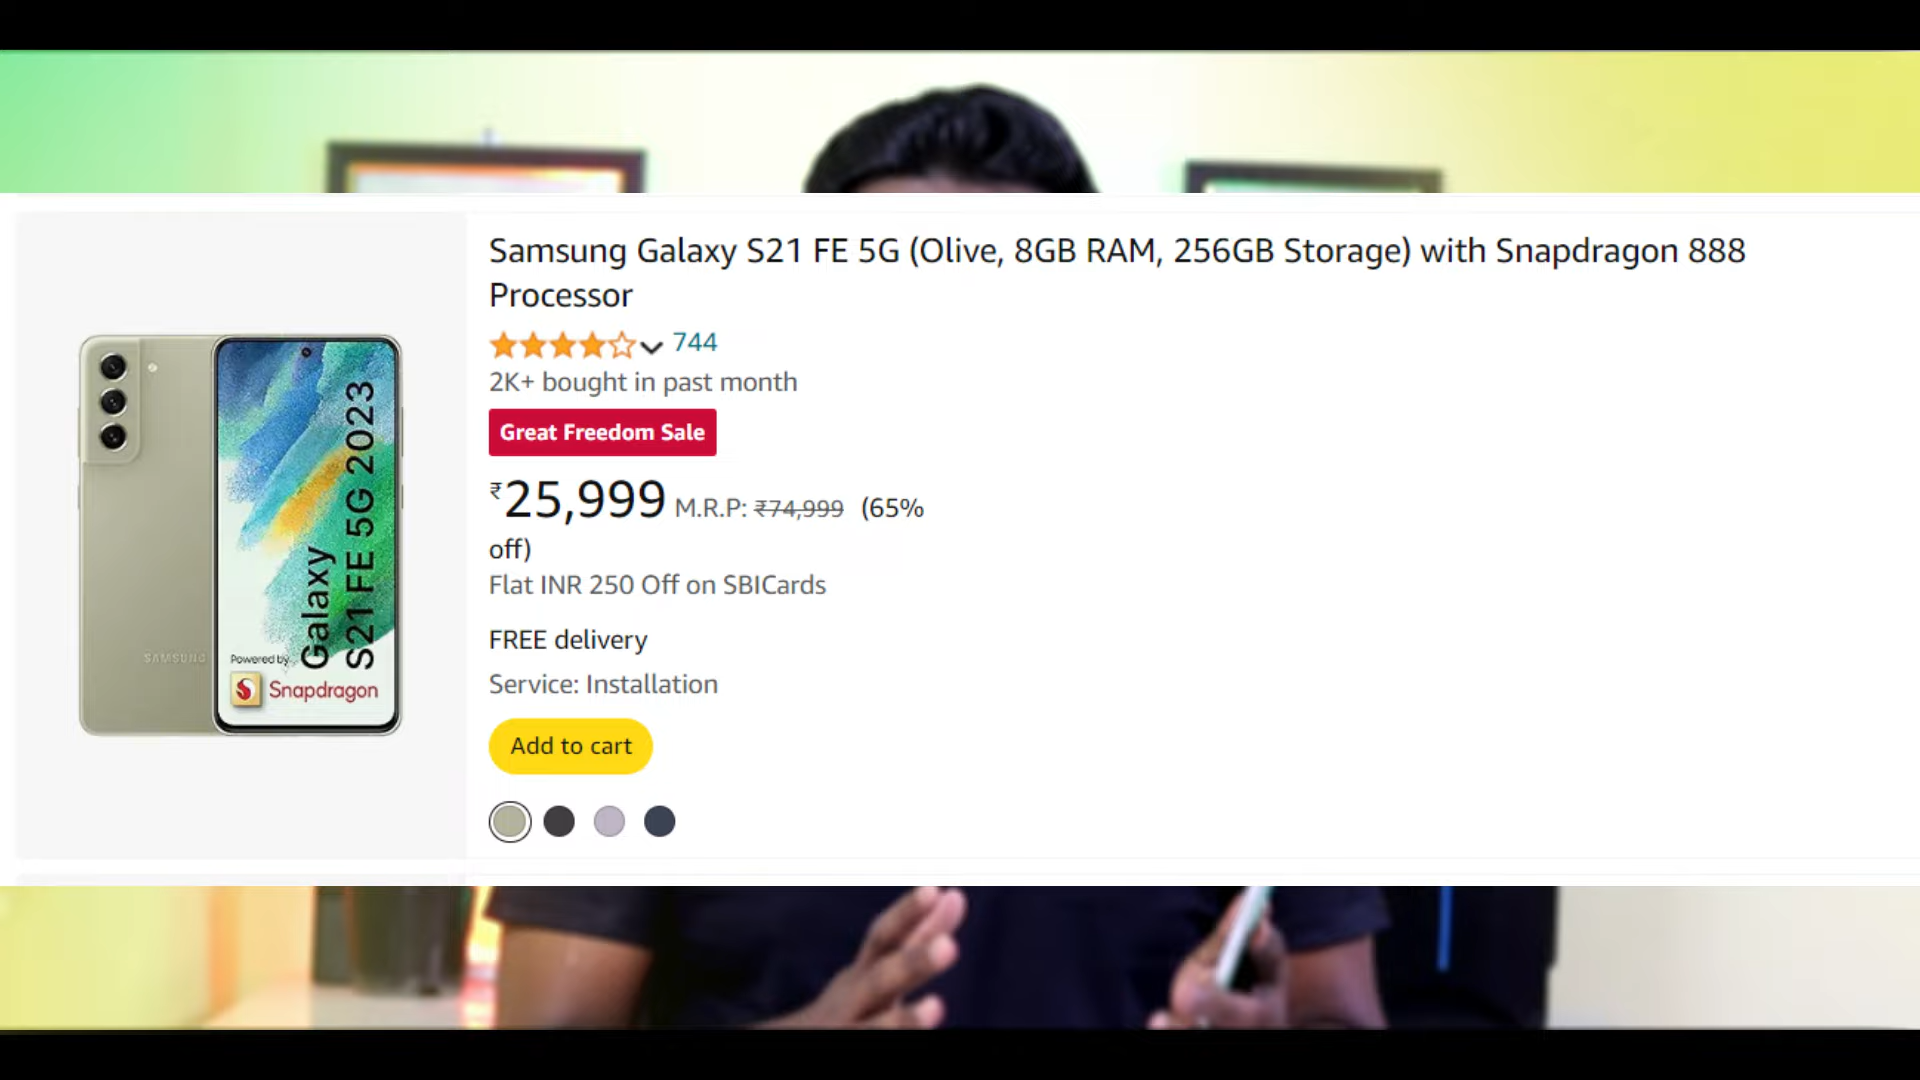 Samsung Galaxy S21 FE 5G (Olive, 8GB RAM, 256GB Storage) with Snapdragon 888
Processor
744
2K+ bought in past month
Great Freedom Sale
₹25,999 M.R.P: ₹74,999 (65%
off)
Flat INR 250 Off on SBICards
FREE delivery
Service: Installation
Add to cart
Galaxy
S21 FE 5G 2023
SAMSUNG
Powered by
Snapdragon